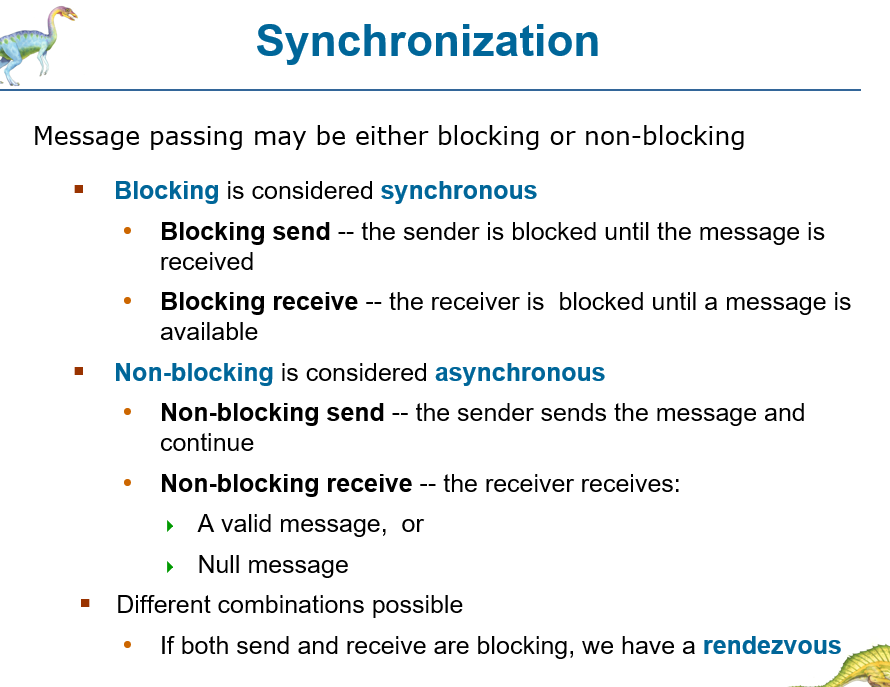 Synchronization
Message passing may be either blocking or non-blocking
▪ Blocking is considered synchronous
• Blocking send -- the sender is blocked until the message is
received
• Blocking receive -- the receiver is  blocked until a message is
available
▪ Non-blocking is considered asynchronous
• Non-blocking send -- the sender sends the message and
continue
• Non-blocking receive -- the receiver receives:
A valid message,  or
Null message
▪ Different combinations possible
• If both send and receive are blocking, we have a rendezvous